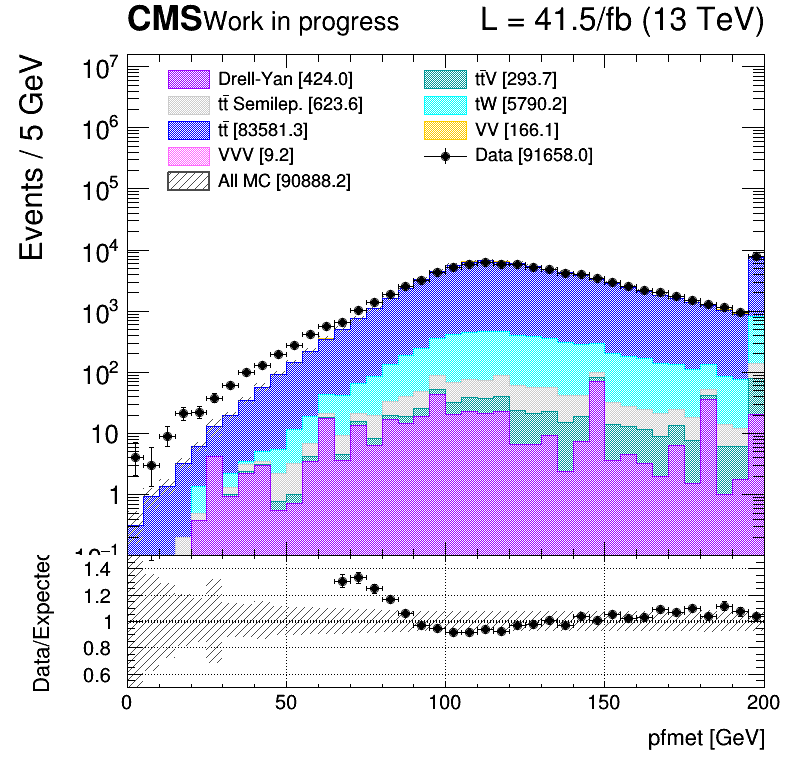 CMS Work in progress L = 41.5/fb (13 TeV)
Events / 5 GeV
10⁷
10⁶
10⁵
10⁴
10³
10²
10
1
10⁻¹
Drell-Yan [424.0]
tt̄ Semilep. [623.6]
tt̄ [83581.3]
VVV [9.2]
All MC [90888.2]
tt̄V [293.7]
tW [5790.2]
VV [166.1]
Data [91658.0]
Data/Expected
1.4
1.2
1
0.8
0.6
0 50 100 150 200
pfmet [GeV]